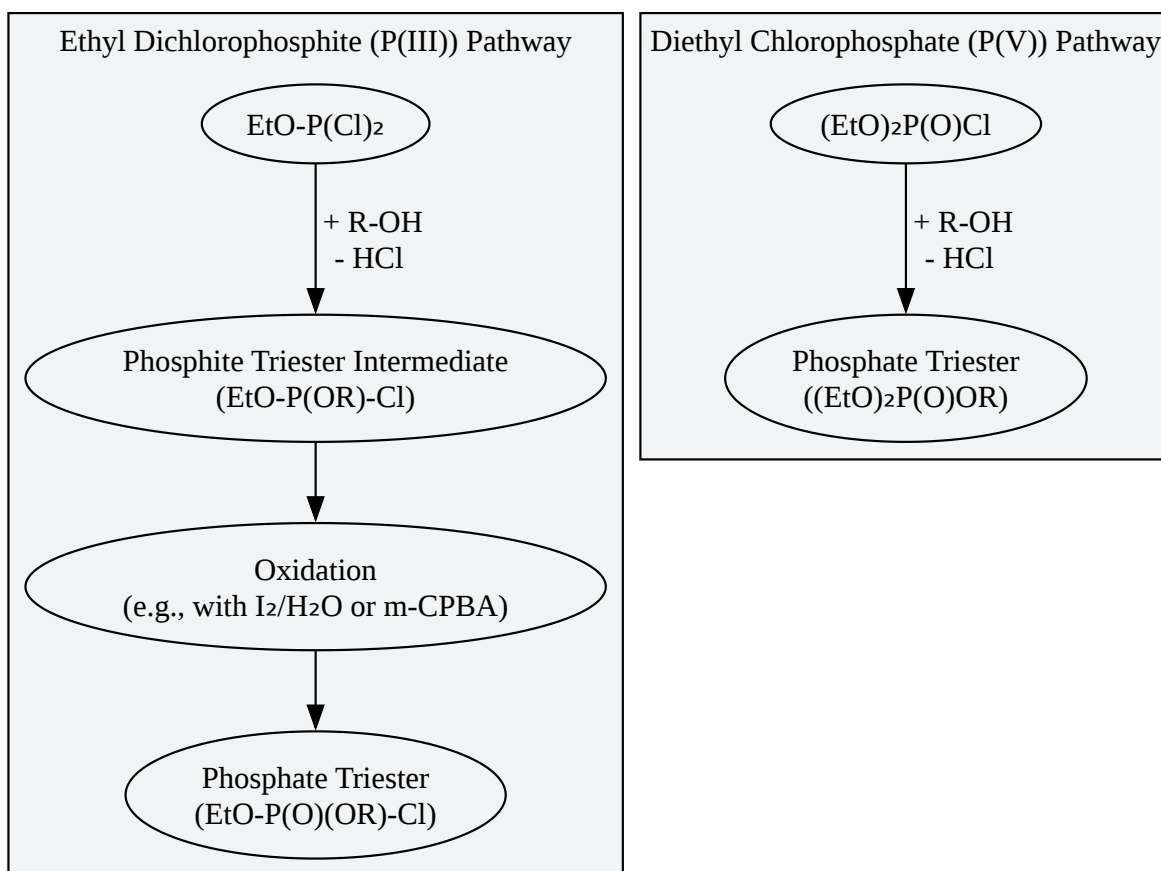 Ethyl Dichlorophosphite (P(III)) Pathway
EtO-P(Cl)₂
+ R-OH
- HCl
Phosphite Triester Intermediate
(EtO-P(OR)-Cl)
Oxidation
(e.g., with I₂/H₂O or m-CPBA)
Phosphate Triester
(EtO-P(O)(OR)-Cl)
Diethyl Chlorophosphate (P(V)) Pathway
(EtO)₂P(O)Cl
+ R-OH
- HCl
Phosphate Triester
((EtO)₂P(O)OR)